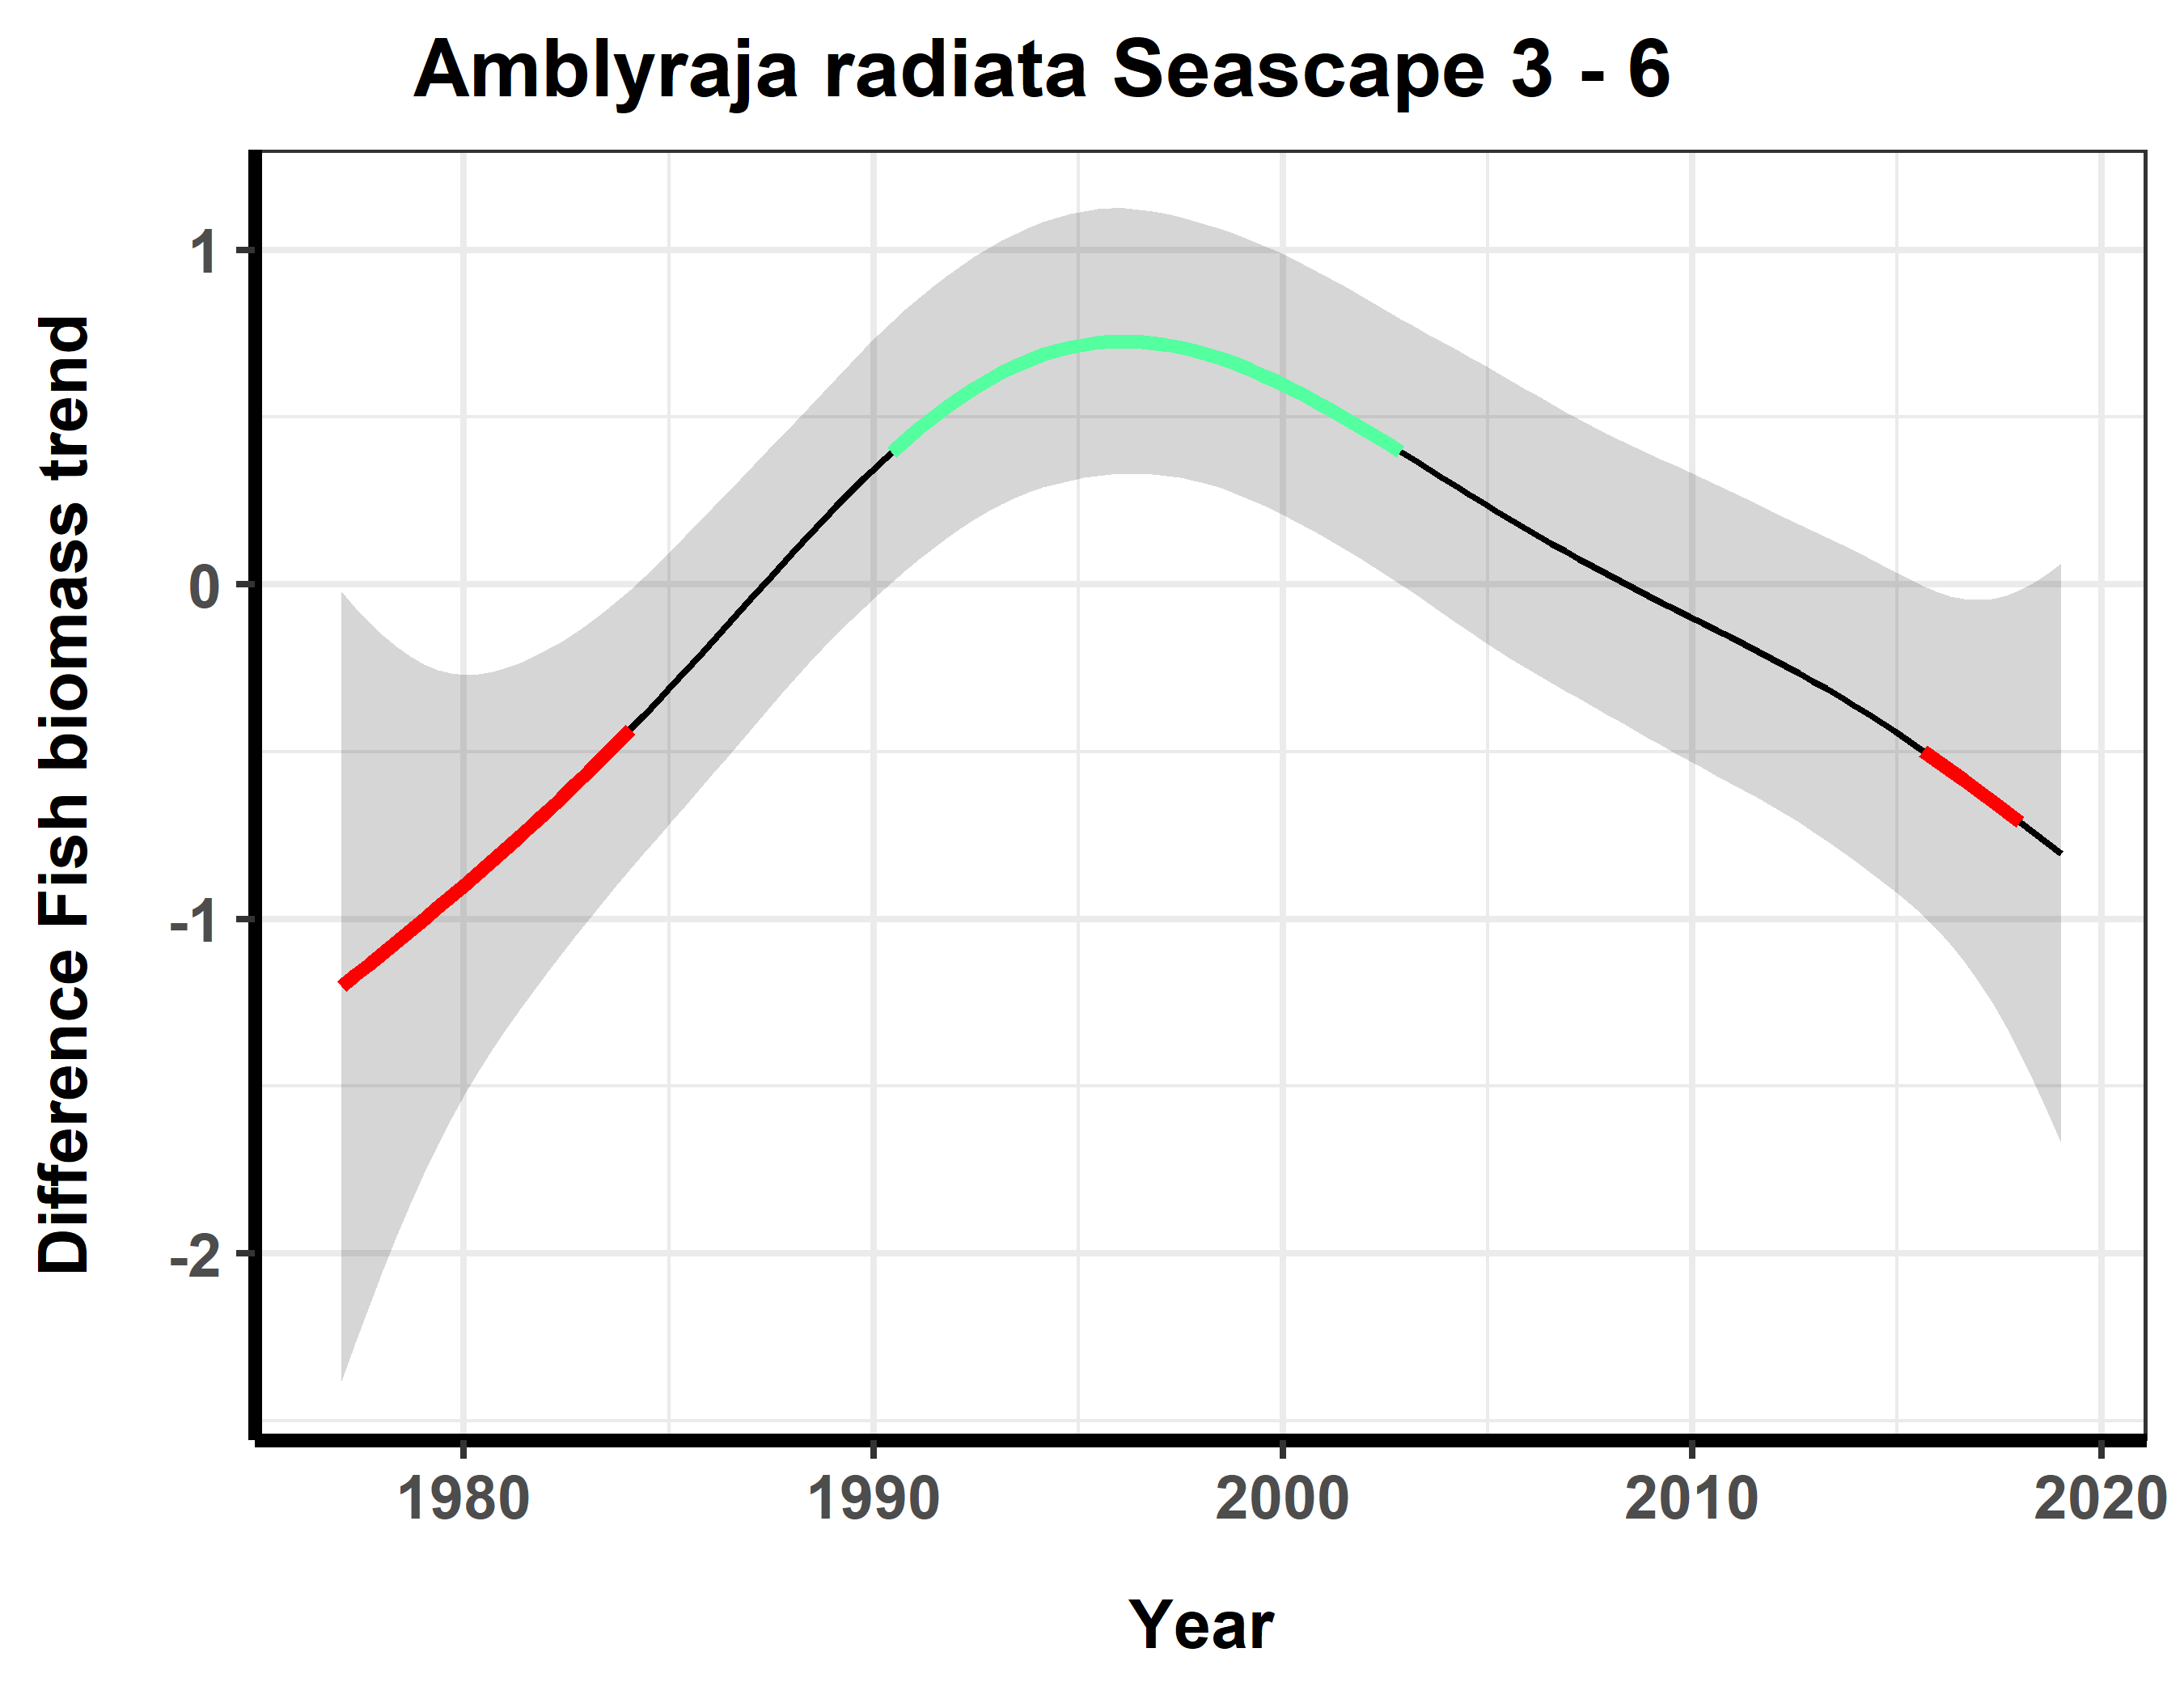 Amblyraja radiata Seascape 3 - 6
Difference Fish biomass trend
1
0
-1
-2
1980 1990 2000 2010 2020
Year